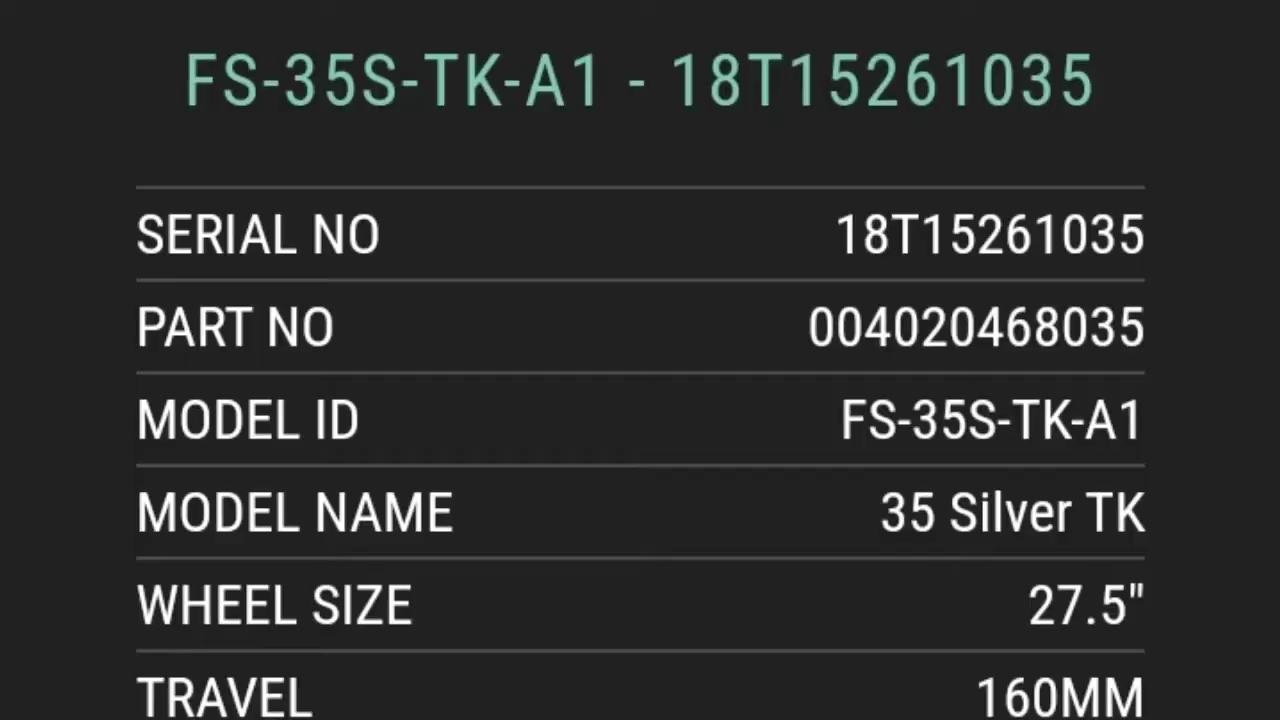 FS-35S-TK-A1 - 18T15261035
SERIAL NO 18T15261035
PART NO 004020468035
MODEL ID FS-35S-TK-A1
MODEL NAME 35 Silver TK
WHEEL SIZE 27.5"
TRAVEL 160MM